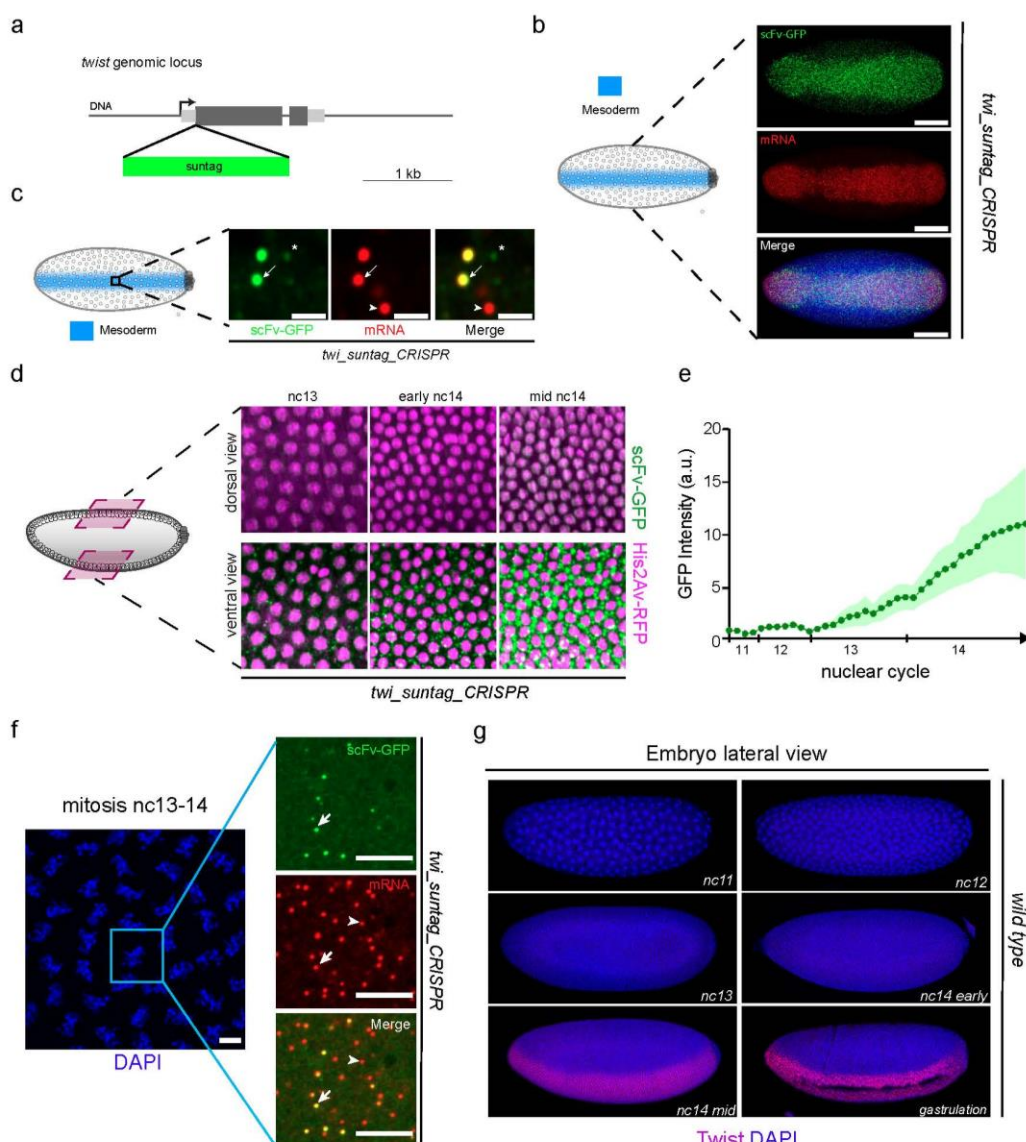 a
twist genomic locus
DNA
suntag
1 kb
b
Mesoderm
scFv-GFP
mRNA
Merge
twi_suntag_CRISPR
c
Mesoderm
*
*
scFv-GFP
mRNA
Merge
twi_suntag_CRISPR
d
nc13
early nc14
mid nc14
dorsal view
ventral view
scFv-GFP
His2Av-RFP
twi_suntag_CRISPR
e
GFP Intensity (a.u.)
20
15
10
5
0
11
12
13
14
nuclear cycle
f
mitosis nc13-14
DAPI
scFv-GFP
mRNA
Merge
twi_suntag_CRISPR
g
Embryo lateral view
nc11
nc12
nc13
nc14 early
nc14 mid
gastrulation
wild type
Twist DAPI